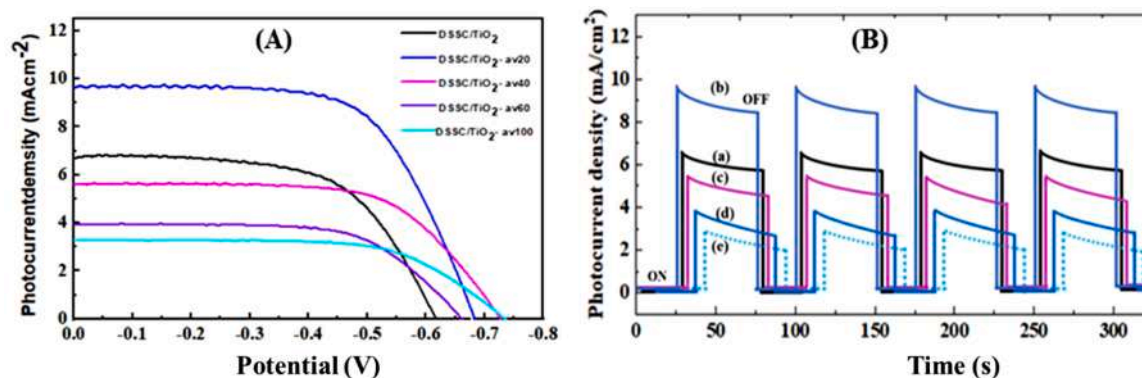 (A)
DSSC/TiO2
DSSC/TiO2- av20
DSSC/TiO2- av40
DSSC/TiO2- av60
DSSC/TiO2- av100
Photocurrentdemsity (mAcm-2)
12
10
8
6
4
2
0
0.0 -0.1 -0.2 -0.3 -0.4 -0.5 -0.6 -0.7 -0.8
Potential (V)
(B)
Photocurrent density (mA/cm2)
12
10
8
6
4
2
0
(b)
OFF
(a)
(c)
(d)
(e)
ON
0 50 100 150 200 250 300
Time (s)